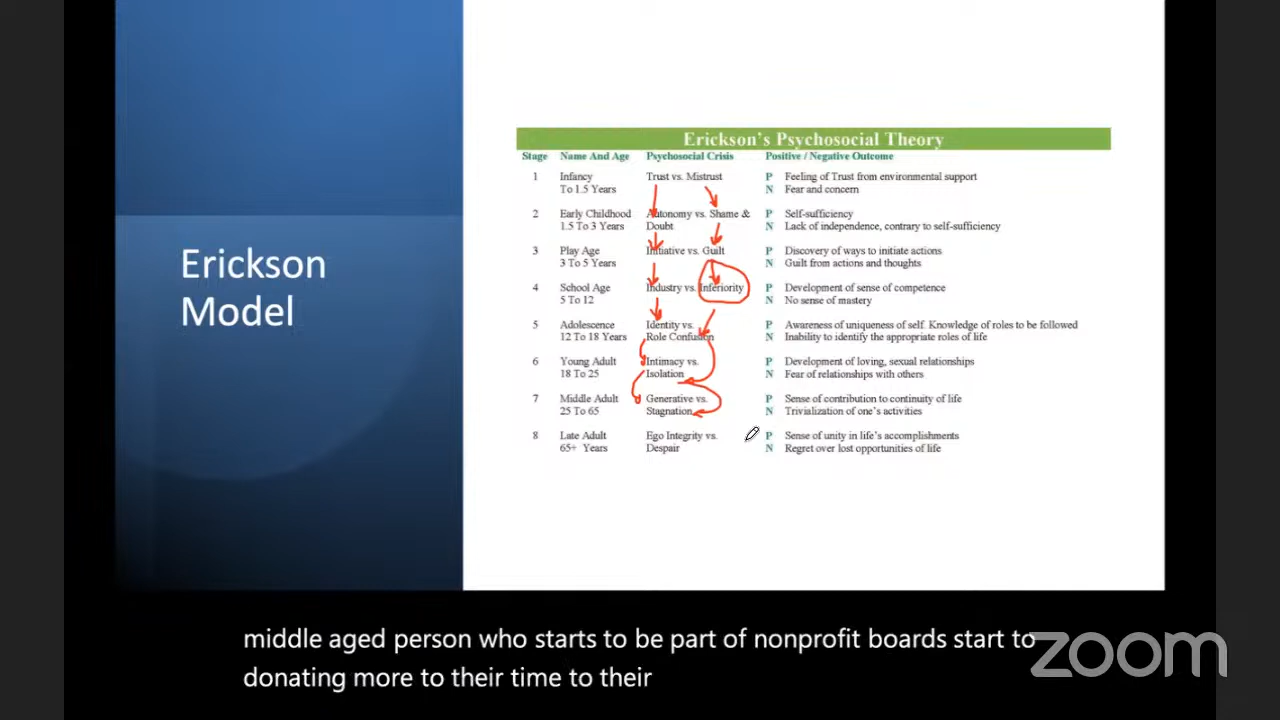 Erickson
Model
Erickson's Psychosocial Theory
Stage Name And Age Psychosocial Crisis Positive / Negative Outcome
1 Infancy Trust vs. Mistrust P Feeling of Trust from environmental support
To 1.5 Years N Fear and concern
2 Early Childhood Autonomy vs. Shame & P Self-sufficiency
1.5 To 3 Years Doubt N Lack of independence, contrary to self-sufficiency
3 Play Age Initiative vs. Guilt P Discovery of ways to initiate actions
3 To 5 Years N Guilt from actions and thoughts
4 School Age Industry vs. Inferiority P Development of sense of competence
5 To 12 N No sense of mastery
5 Adolescence Identity vs. P Awareness of uniqueness of self. Knowledge of roles to be followed
12 To 18 Years Role Confusion N Inability to identify the appropriate roles of life
6 Young Adult Intimacy vs. P Development of loving, sexual relationships
18 To 25 Isolation N Fear of relationships with others
7 Middle Adult Generative vs. P Sense of contribution to continuity of life
25 To 65 Stagnation N Trivialization of one's activities
8 Late Adult Ego Integrity vs. P Sense of unity in life's accomplishments
65+ Years Despair N Regret over lost opportunities of life
middle aged person who starts to be part of nonprofit boards start to
donating more to their time to their
zoom